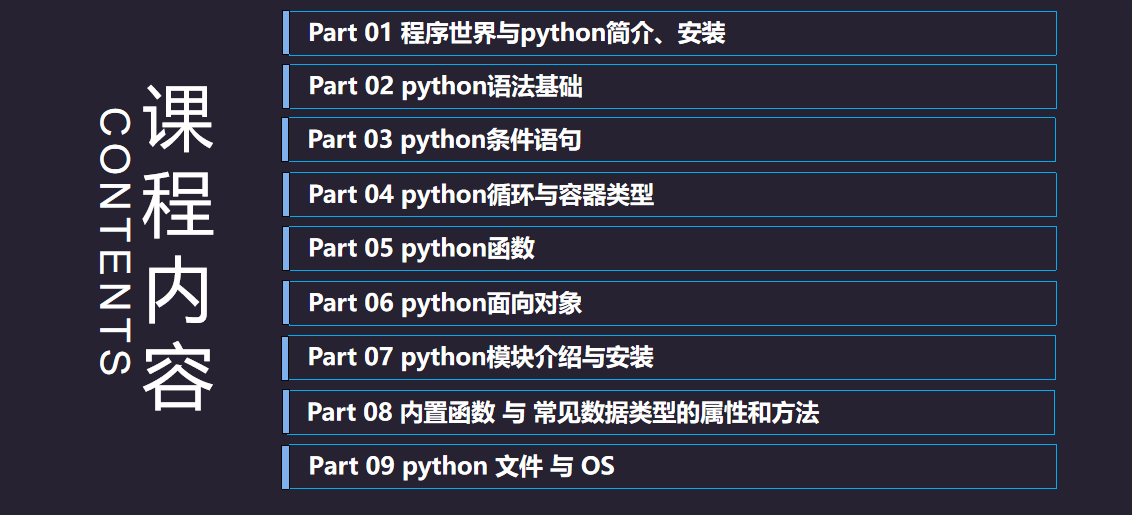 课程内容
CONTENTS
Part 01 程序世界与python简介、安装
Part 02 python语法基础
Part 03 python条件语句
Part 04 python循环与容器类型
Part 05 python函数
Part 06 python面向对象
Part 07 python模块介绍与安装
Part 08 内置函数 与 常见数据类型的属性和方法
Part 09 python 文件 与 OS